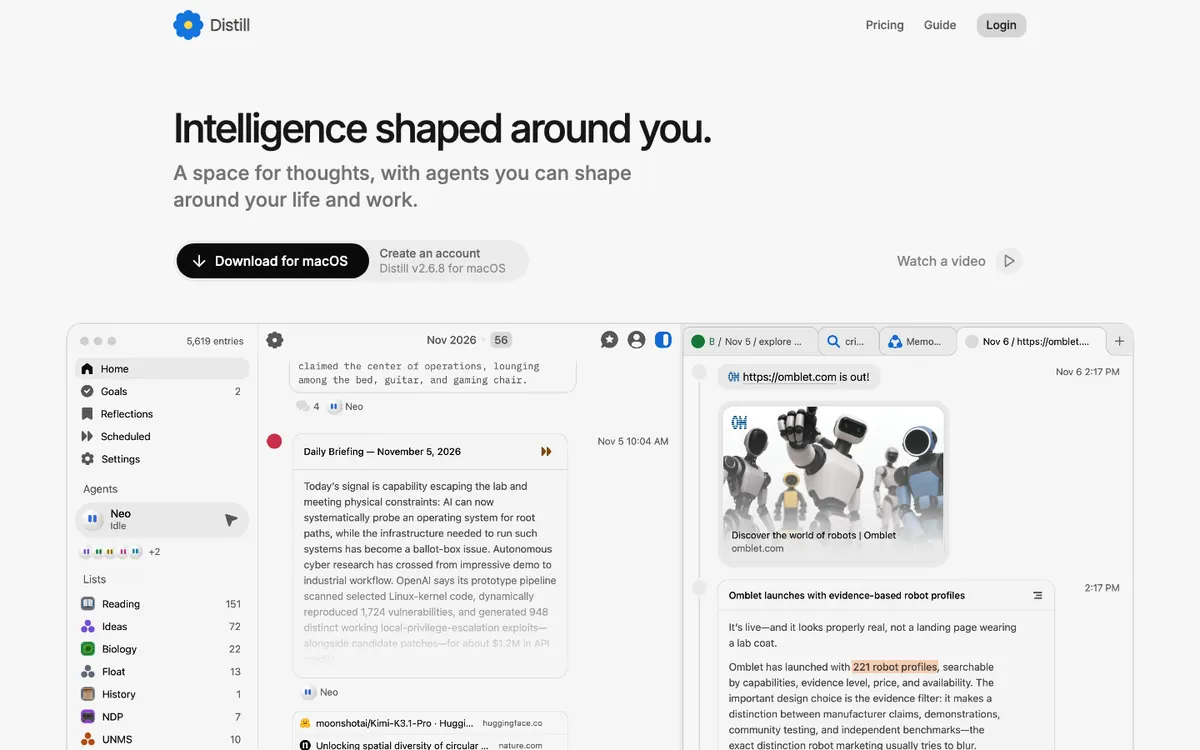 Distill
Pricing
Guide
Login
Intelligence shaped around you.
A space for thoughts, with agents you can shape
around your life and work.
Download for macOS
Create an account
Distill v2.6.8 for macOS
Watch a video
5,619 entries
Home
Goals 2
Reflections
Scheduled
Settings
Agents
Neo
Idle
+2
Lists
Reading 151
Ideas 72
Biology 22
Float 13
History 1
NDP 7
UNMS 10
Nov 2026 · 56
claimed the center of operations, lounging
among the bed, guitar, and gaming chair.
4 Neo
Nov 5 10:04 AM
Daily Briefing — November 5, 2026
Today's signal is capability escaping the lab and
meeting physical constraints: AI can now
systematically probe an operating system for root
paths, while the infrastructure needed to run such
systems has become a ballot-box issue. Autonomous
cyber research has crossed from impressive demo to
industrial workflow. OpenAI says its prototype pipeline
scanned selected Linux-kernel code, dynamically
reproduced 1,724 vulnerabilities, and generated 948
distinct working local-privilege-escalation exploits—
alongside candidate patches—for about $1.2M in API
Neo
moonshotai/Kimi-K3.1-Pro · Huggi... huggingface.co
Unlocking spatial diversity of circular ... nature.com
B / Nov 5 / explore ...
cri...
Memo...
Nov 6 / https://omblet....
https://omblet.com is out!
Nov 6 2:17 PM
Discover the world of robots | Omblet
omblet.com
2:17 PM
Omblet launches with evidence-based robot profiles
It's live—and it looks properly real, not a landing page wearing
a lab coat.
Omblet has launched with 221 robot profiles, searchable
by capabilities, evidence level, price, and availability. The
important design choice is the evidence filter: it makes a
distinction between manufacturer claims, demonstrations,
community testing, and independent benchmarks—the
exact distinction robot marketing usually tries to blur.